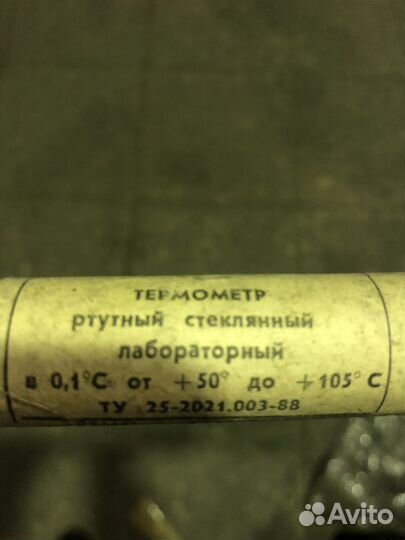 ТЕРМОМЕТР
ртутный стеклянный
лабораторный
в 0,1°С от +50° до +105°С
ТУ 25-2021.003-88
Avito